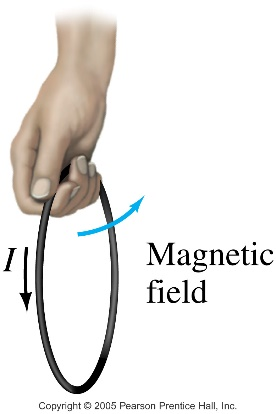 I
Magnetic
field
Copyright © 2005 Pearson Prentice Hall, Inc.